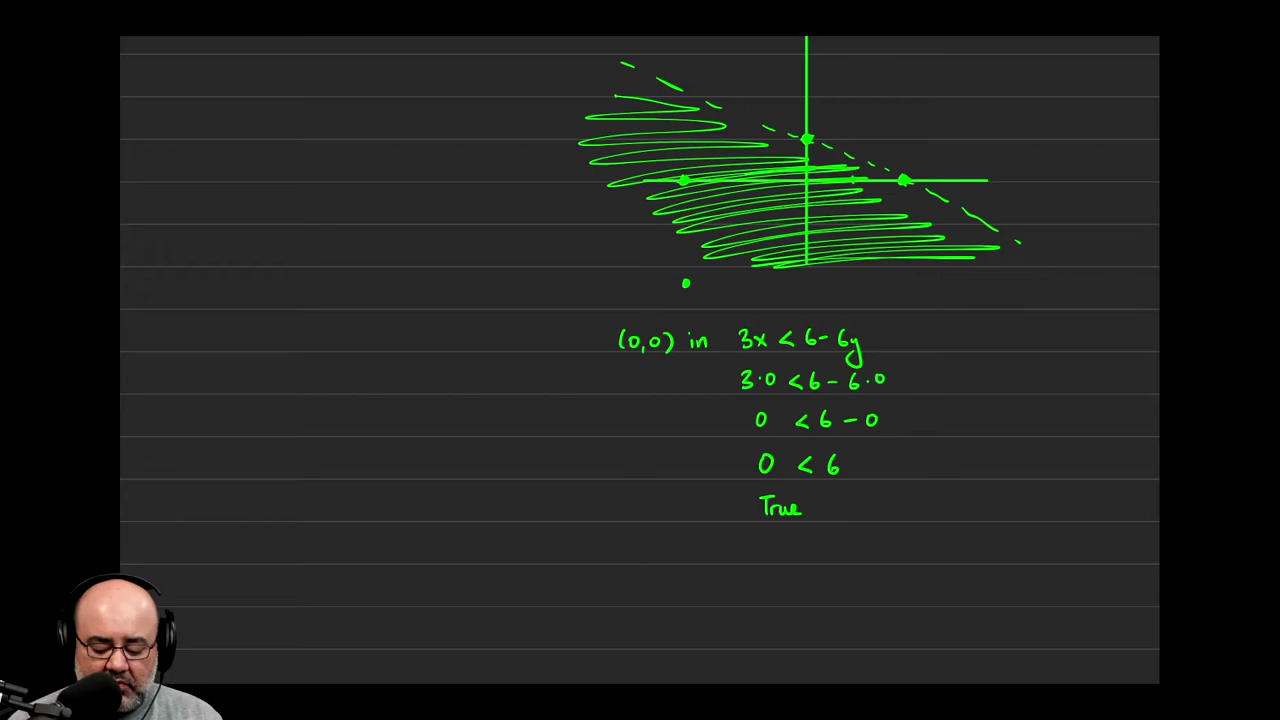 (0,0) in 3x < 6 - 6y
3·0 < 6 - 6·0
0 < 6 - 0
0 < 6
True